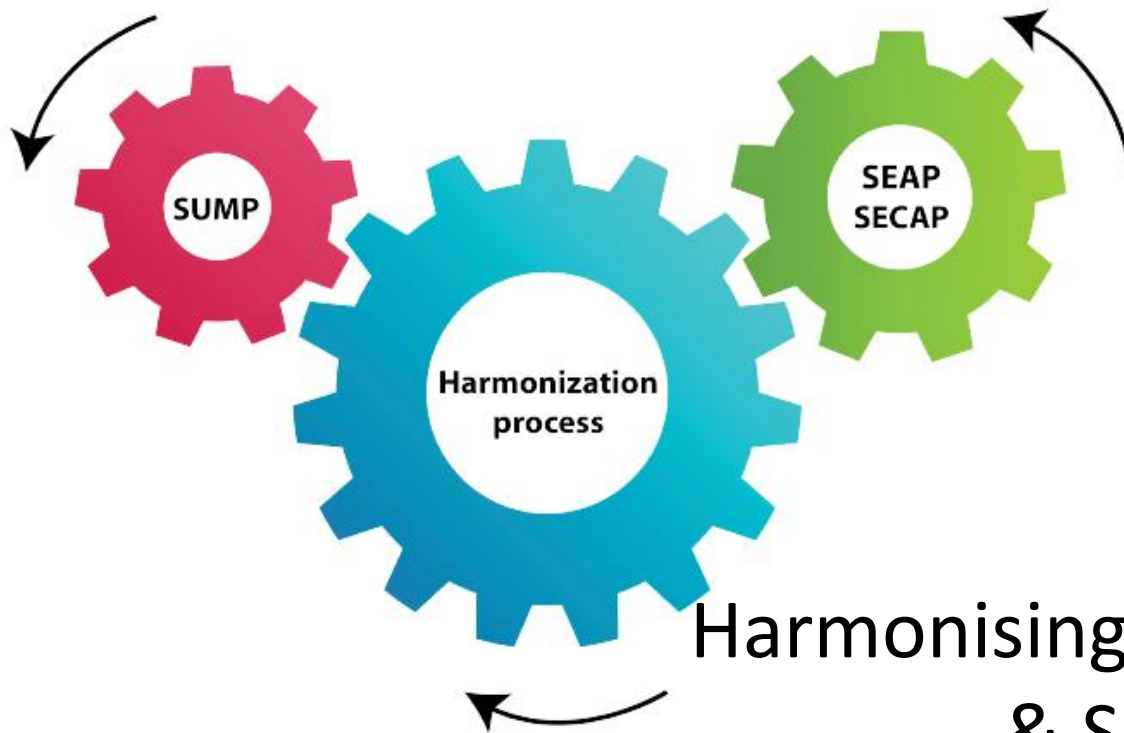 SUMP
SEAP
SECAP
Harmonization
process
Harmonising
& S